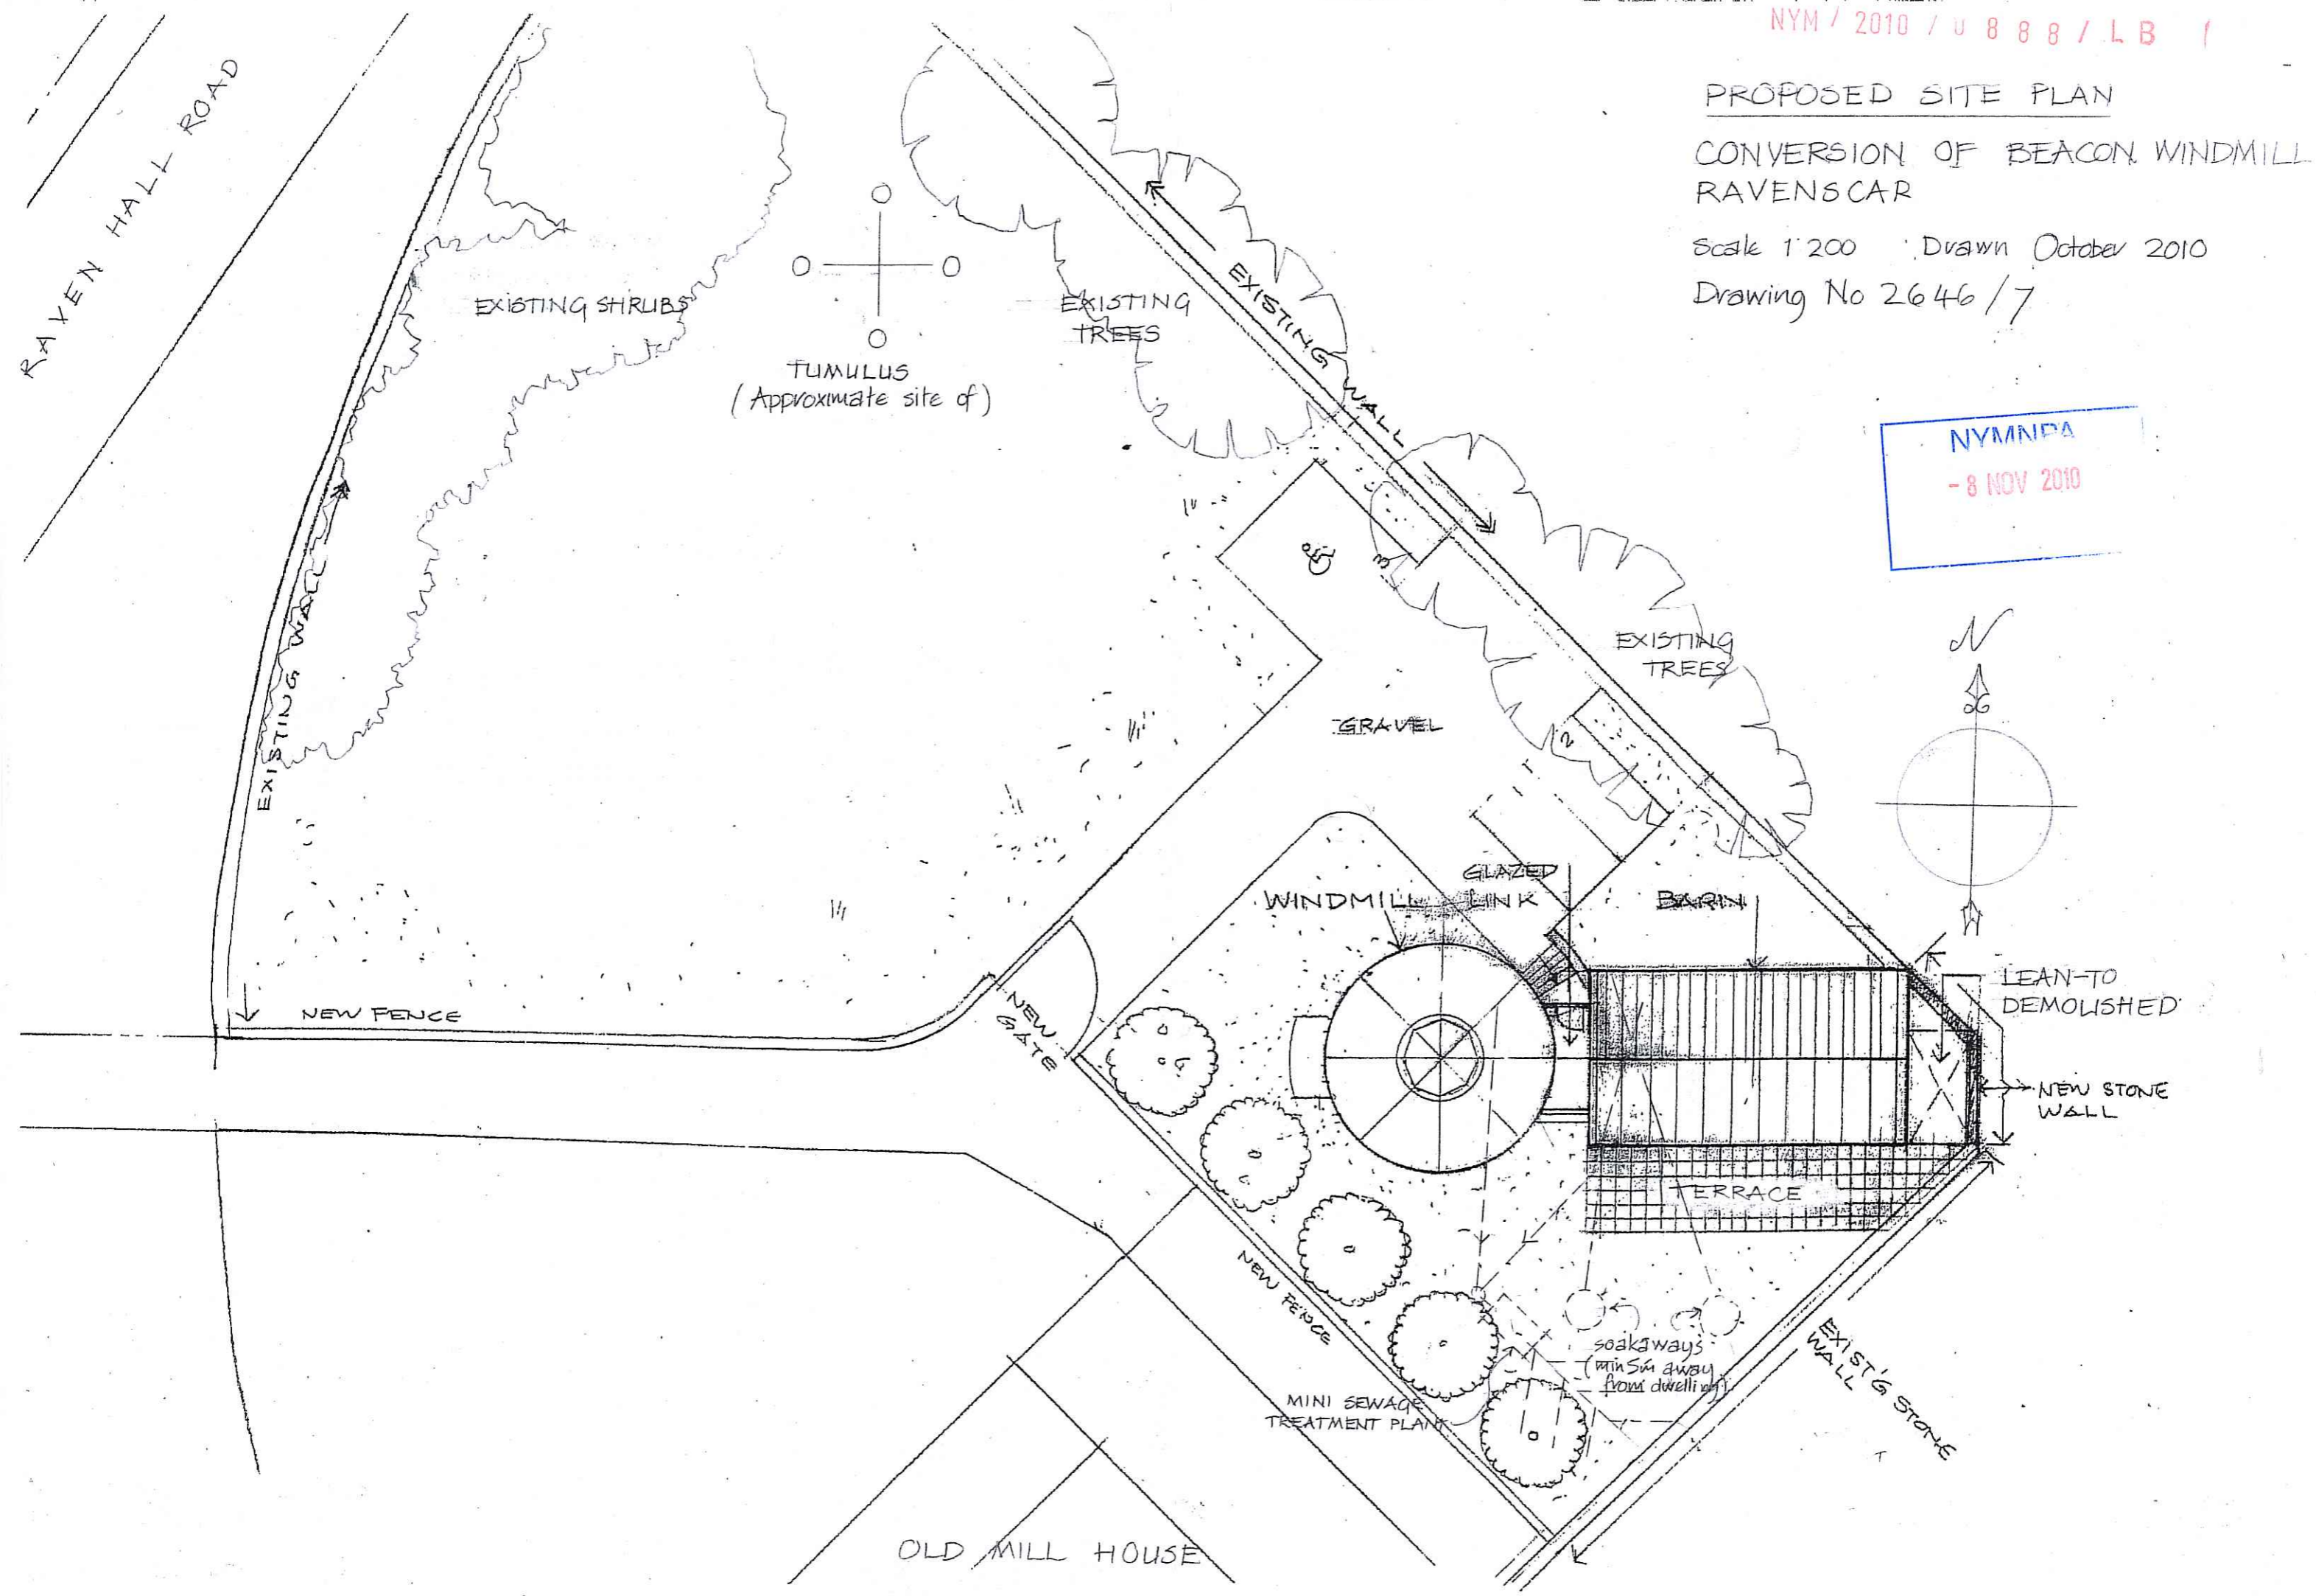 NYM / 2010 / 0 8 8 8 / L B
PROPOSED SITE PLAN
CONVERSION OF BEACON WINDMILL
RAVENSCAR
Scale 1:200 Drawn October 2010
Drawing No 2646/7
NYMNPA
- 8 NOV 2010
N
RAVEN HALL ROAD
EXISTING SHRUBS
TUMULUS
(Approximate site of)
EXISTING
TREES
EXISTING WALL
EXISTING WALL
3
EXISTING
TREES
GRAVEL
2
1
WINDMILL
GLAZED
LINK
BARN
LEAN-TO
DEMOLISHED
NEW STONE
WALL
NEW FENCE
NEW
GATE
TERRACE
NEW FENCE
soakaways
(min 5m away
from dwelling)
MINI SEWAGE
TREATMENT PLANT
EXIST'G STONE
WALL
OLD MILL HOUSE